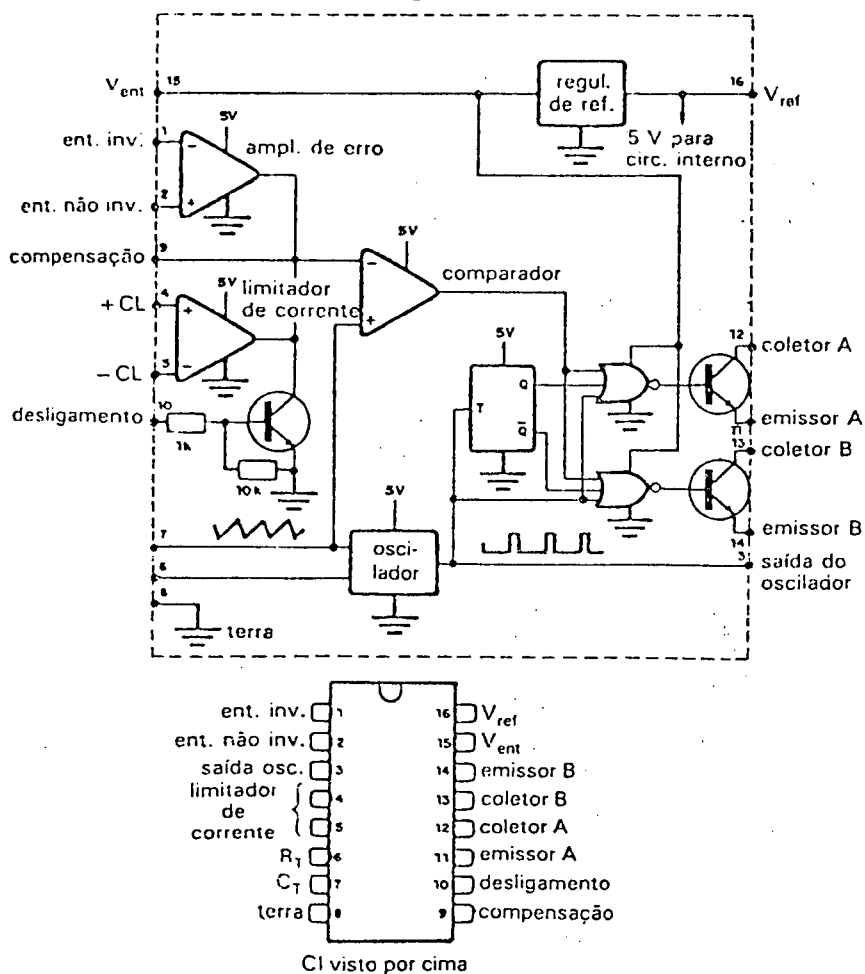 V_ent 15
regul. de ref.
16 V_ref
5 V para circ. interno
ent. inv. 1
5V
ampl. de erro
−
+
ent. não inv. 2
compensação 9
5V
comparador
−
+
+ CL 4
5V
limitador de corrente
+
−
− CL 5
desligamento 10
1k
10k
5V
T
Q
Q̅
12 coletor A
11 emissor A
13 coletor B
14 emissor B
7
6
5V
osci-
lador
3 saída do
oscilador
8
terra
ent. inv. 1
16 V_ref
ent. não inv. 2
15 V_ent
saída osc. 3
14 emissor B
limitador
de
corrente
4
13 coletor B
5
12 coletor A
R_T 6
11 emissor A
C_T 7
10 desligamento
terra 8
9 compensação
CI visto por cima